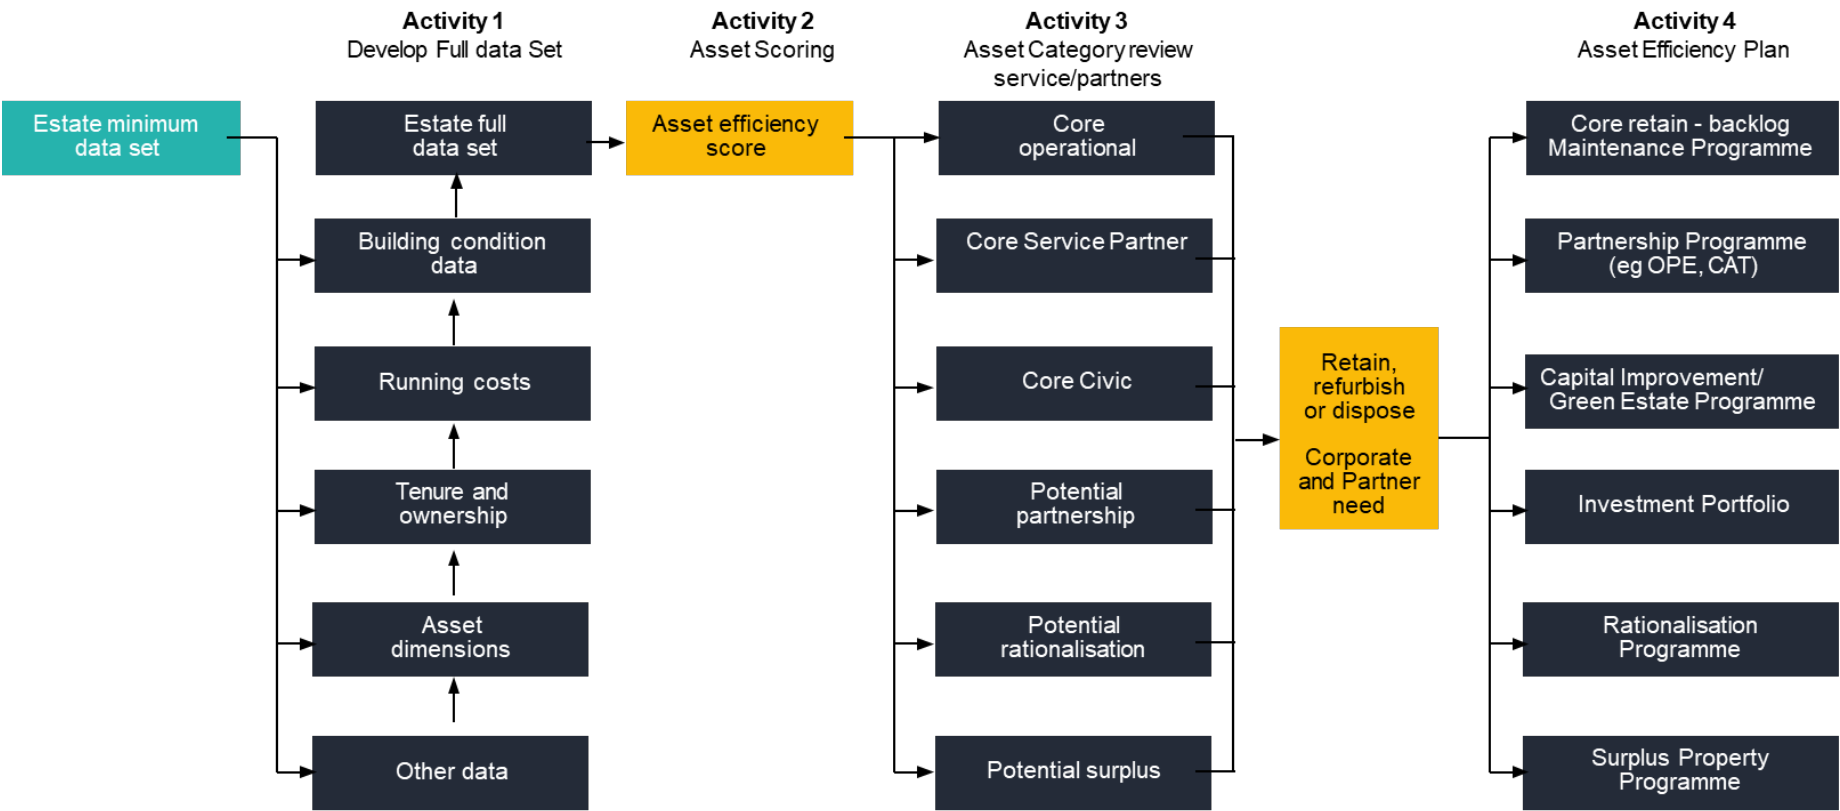 Activity 1
Develop Full data Set
Activity 2
Asset Scoring
Activity 3
Asset Category review
service/partners
Activity 4
Asset Efficiency Plan
Estate minimum
data set
Estate full
data set
Building condition
data
Running costs
Tenure and
ownership
Asset
dimensions
Other data
Asset efficiency
score
Core
operational
Core Service Partner
Core Civic
Potential
partnership
Potential
rationalisation
Potential surplus
Retain,
refurbish
or dispose
Corporate
and Partner
need
Core retain - backlog
Maintenance Programme
Partnership Programme
(eg OPE, CAT)
Capital Improvement/
Green Estate Programme
Investment Portfolio
Rationalisation
Programme
Surplus Property
Programme